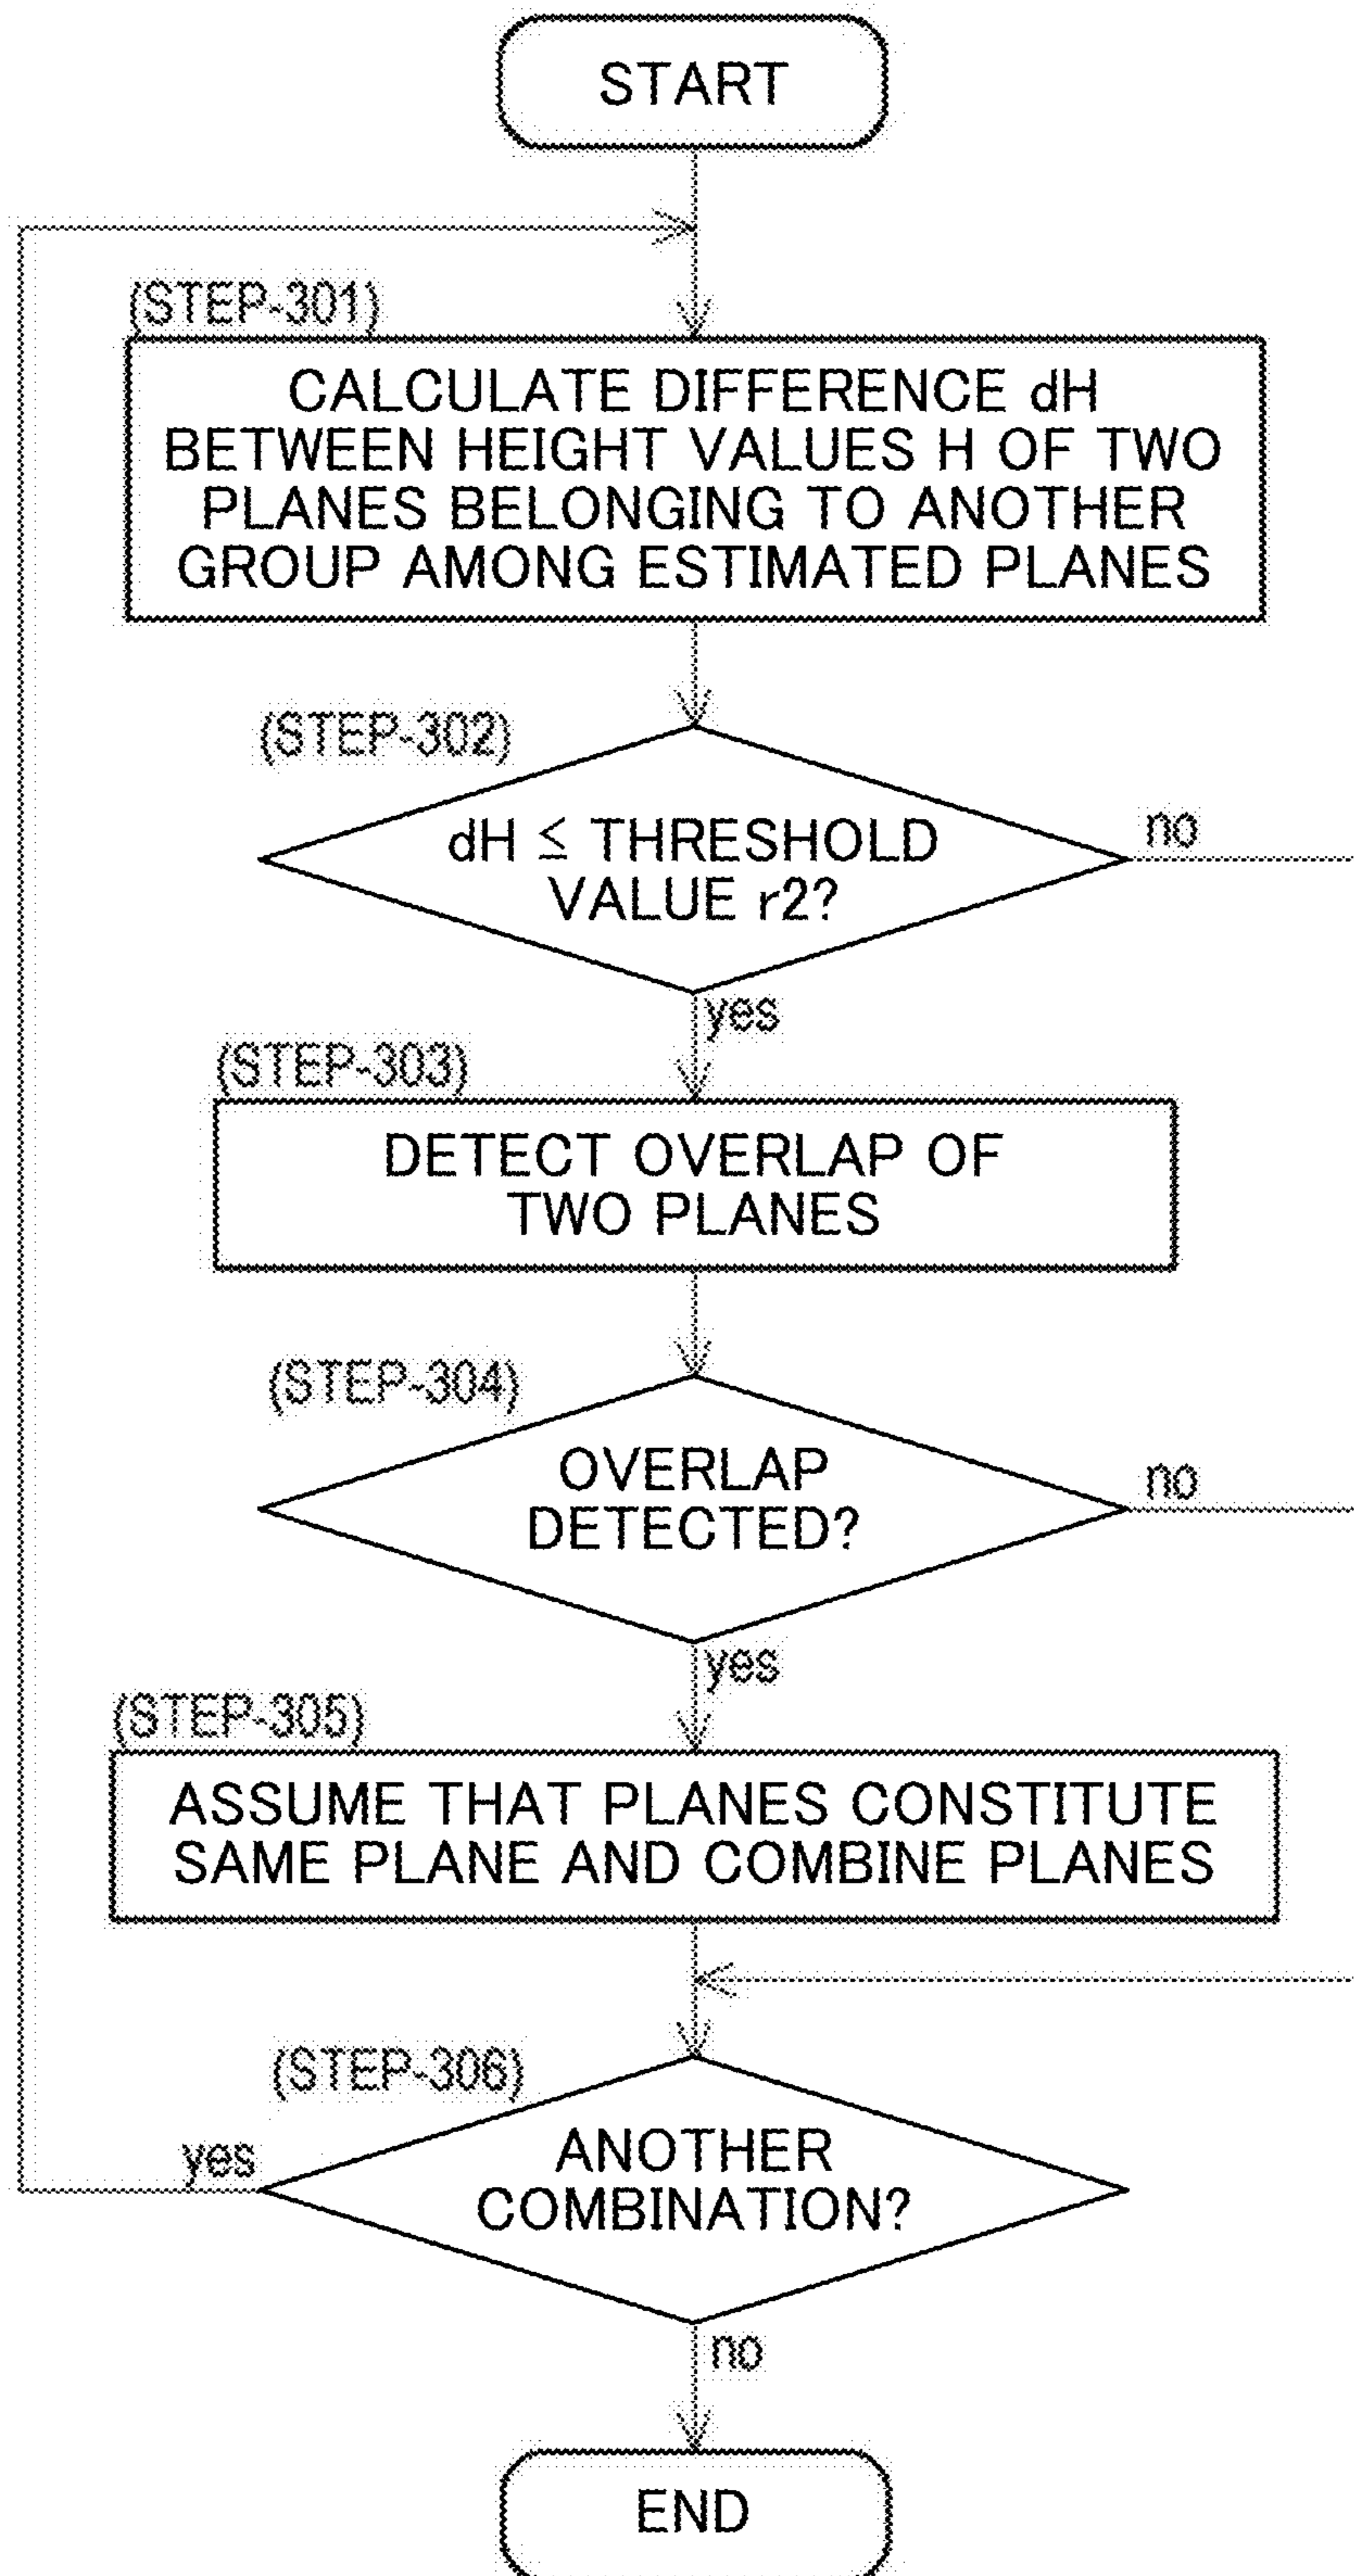 START
(STEP-301)
CALCULATE DIFFERENCE dH
BETWEEN HEIGHT VALUES H OF TWO
PLANES BELONGING TO ANOTHER
GROUP AMONG ESTIMATED PLANES
(STEP-302)
dH ≤ THRESHOLD
VALUE r2?
no
yes
(STEP-303)
DETECT OVERLAP OF
TWO PLANES
(STEP-304)
OVERLAP
DETECTED?
no
yes
(STEP-305)
ASSUME THAT PLANES CONSTITUTE
SAME PLANE AND COMBINE PLANES
(STEP-306)
yes
ANOTHER
COMBINATION?
no
END